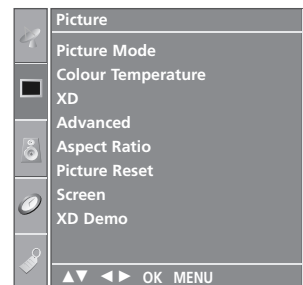 Picture
Picture Mode
Colour Temperature
XD
Advanced
Aspect Ratio
Picture Reset
Screen
XD Demo
▲▼ ◄► OK MENU